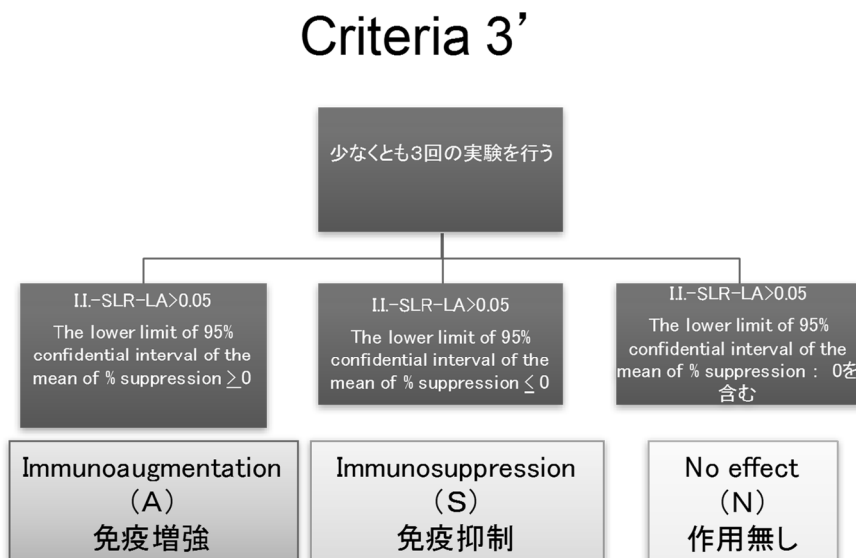 Criteria 3’
少なくとも3回の実験を行う
I.I.-SLR-LA>0.05
The lower limit of 95%
confidential interval of the
mean of % suppression ≥0
I.I.-SLR-LA>0.05
The lower limit of 95%
confidential interval of the
mean of % suppression ≤ 0
I.I.-SLR-LA>0.05
The lower limit of 95%
confidential interval of the
mean of % suppression : 0を
含む
Immunoaugmentation
（A）
免疫増強
Immunosuppression
（S）
免疫抑制
No effect
（N）
作用無し